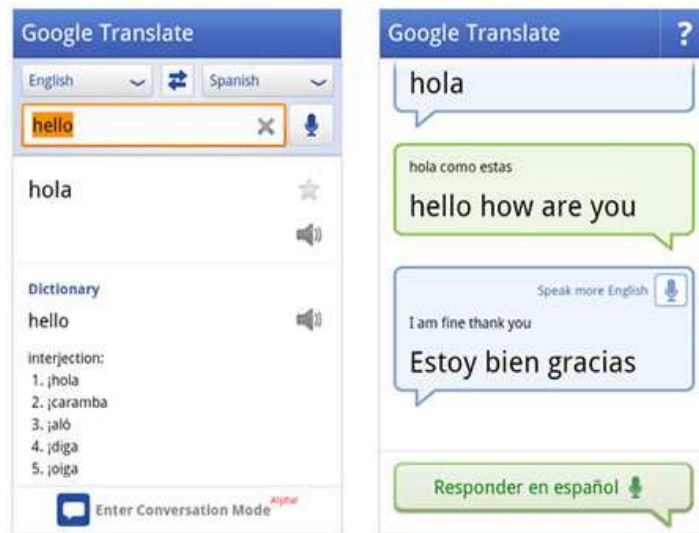 Google Translate
English Spanish
hello
hola
Dictionary
hello
interjection:
1. ¡hola
2. ¡caramba
3. ¡aló
4. ¡diga
5. ¡oiga
Enter Conversation Mode Alpha!
Google Translate ?
hola
hola como estas
hello how are you
Speak more English
I am fine thank you
Estoy bien gracias
Responder en español